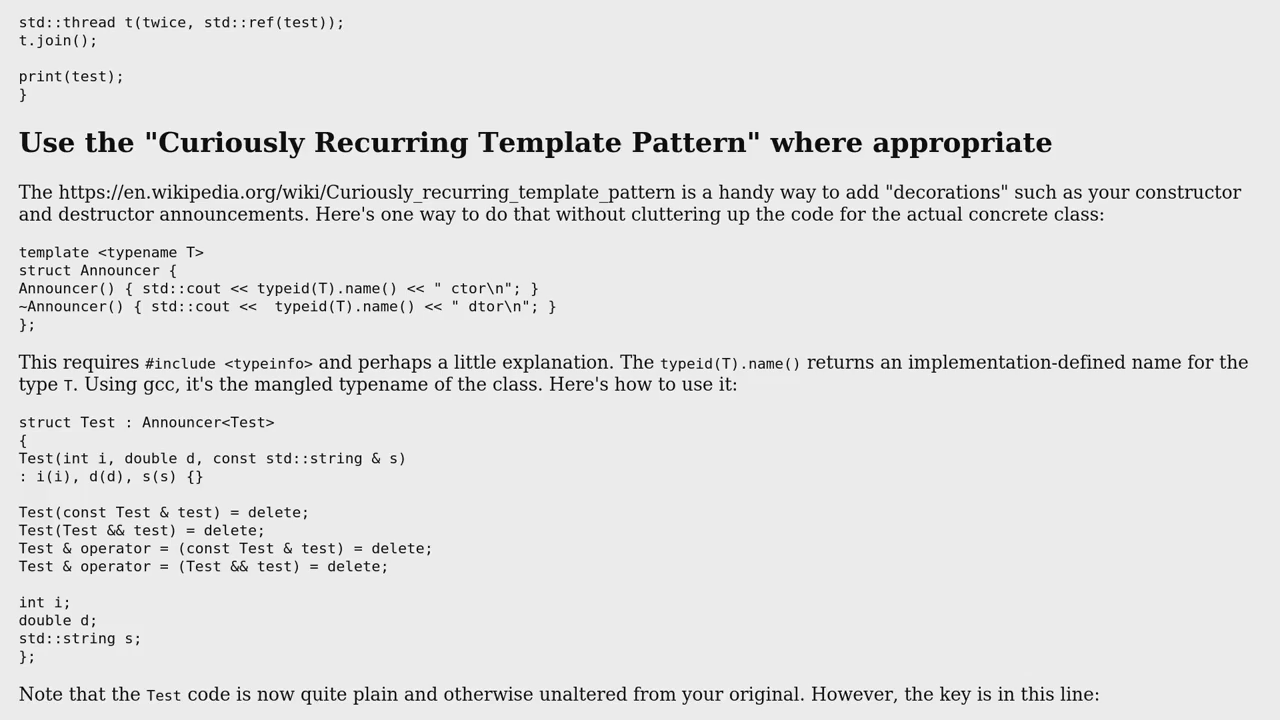 std::thread t(twice, std::ref(test));
t.join();
print(test);
}
Use the "Curiously Recurring Template Pattern" where appropriate
The https://en.wikipedia.org/wiki/Curiously_recurring_template_pattern is a handy way to add "decorations" such as your constructor
and destructor announcements. Here's one way to do that without cluttering up the code for the actual concrete class:
template <typename T>
struct Announcer {
Announcer() { std::cout << typeid(T).name() << " ctor\n"; }
~Announcer() { std::cout <<  typeid(T).name() << " dtor\n"; }
};
This requires #include <typeinfo> and perhaps a little explanation. The typeid(T).name() returns an implementation-defined name for the
type T. Using gcc, it's the mangled typename of the class. Here's how to use it:
struct Test : Announcer<Test>
{
Test(int i, double d, const std::string & s)
: i(i), d(d), s(s) {}
Test(const Test & test) = delete;
Test(Test && test) = delete;
Test & operator = (const Test & test) = delete;
Test & operator = (Test && test) = delete;
int i;
double d;
std::string s;
};
Note that the Test code is now quite plain and otherwise unaltered from your original. However, the key is in this line: